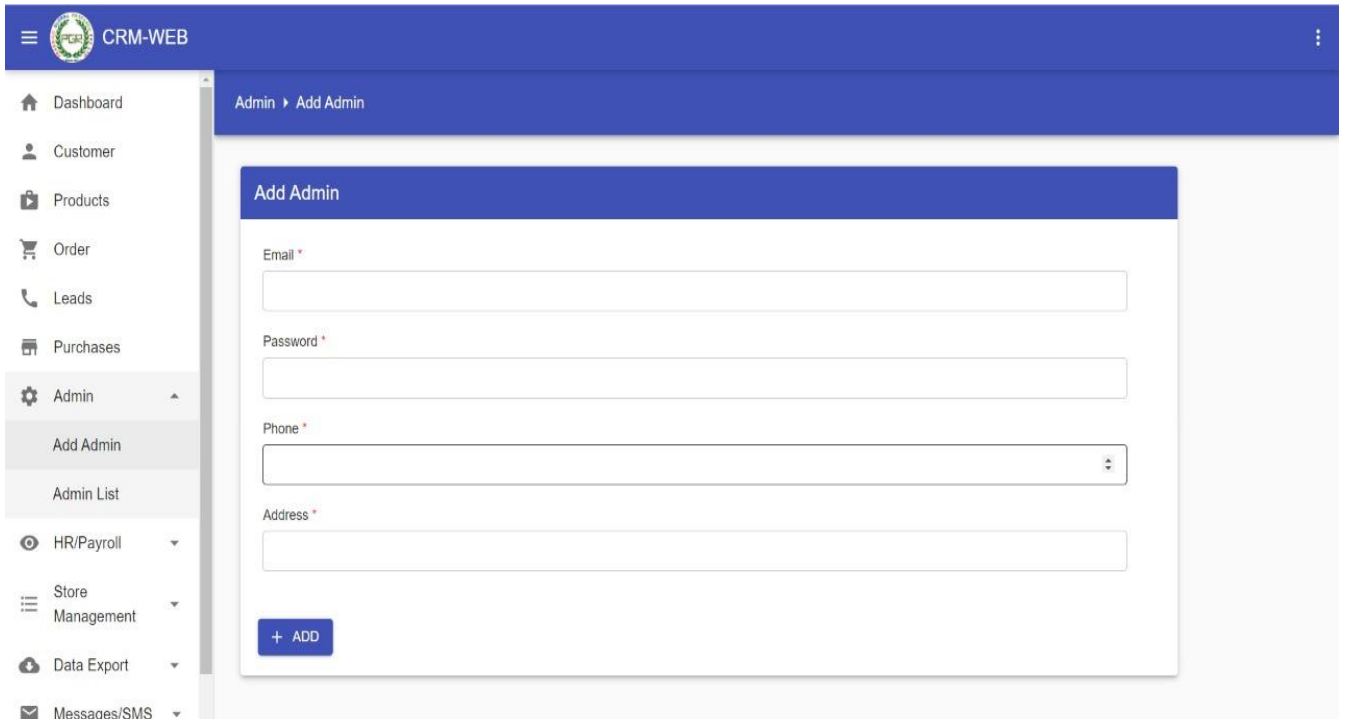 CRM-WEB
Dashboard
Customer
Products
Order
Leads
Purchases
Admin
Add Admin
Admin List
HR/Payroll
Store
Management
Data Export
Messages/SMS
Admin ▸ Add Admin
Add Admin
Email *
Password *
Phone *
Address *
+ ADD